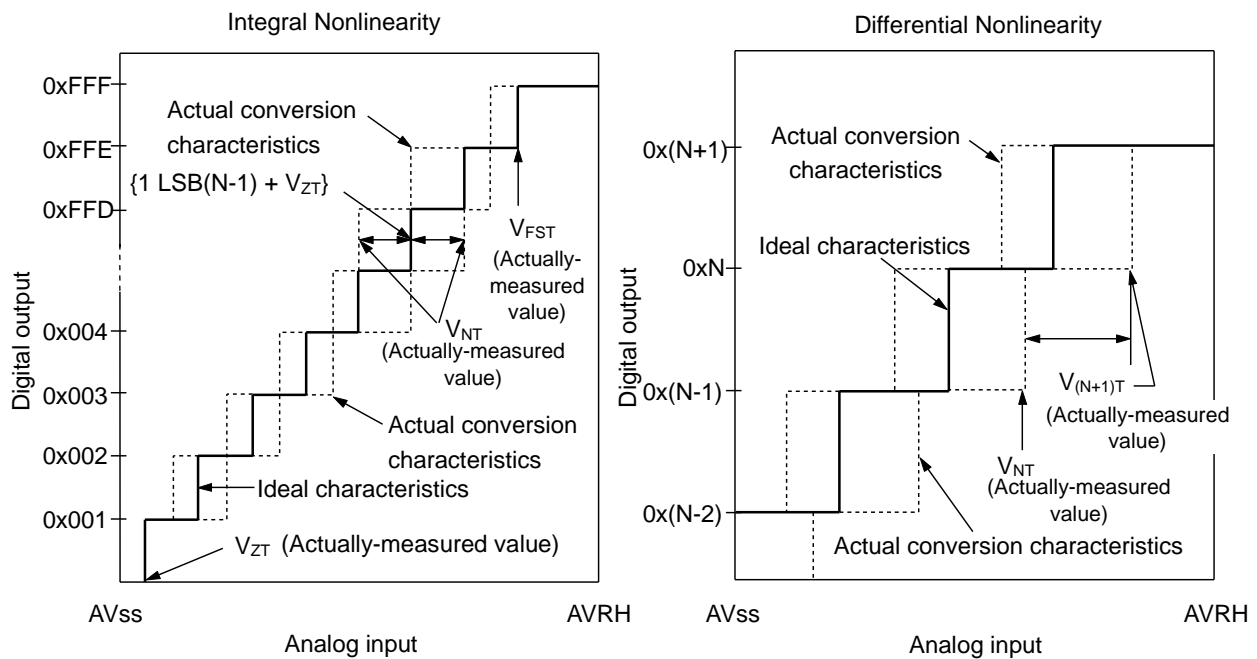 Integral Nonlinearity
0xFFF
0xFFE
0xFFD
0x004
0x003
0x002
0x001
Digital output
Actual conversion
characteristics
{1 LSB(N-1) + VZT}
VFST
(Actually-
measured
value)
VNT
(Actually-measured
value)
Actual conversion
characteristics
Ideal characteristics
VZT (Actually-measured value)
AVss
AVRH
Analog input
Differential Nonlinearity
0x(N+1)
0xN
0x(N-1)
0x(N-2)
Digital output
Actual conversion
characteristics
Ideal characteristics
V(N+1)T
(Actually-measured
value)
VNT
(Actually-measured
value)
Actual conversion characteristics
AVss
AVRH
Analog input